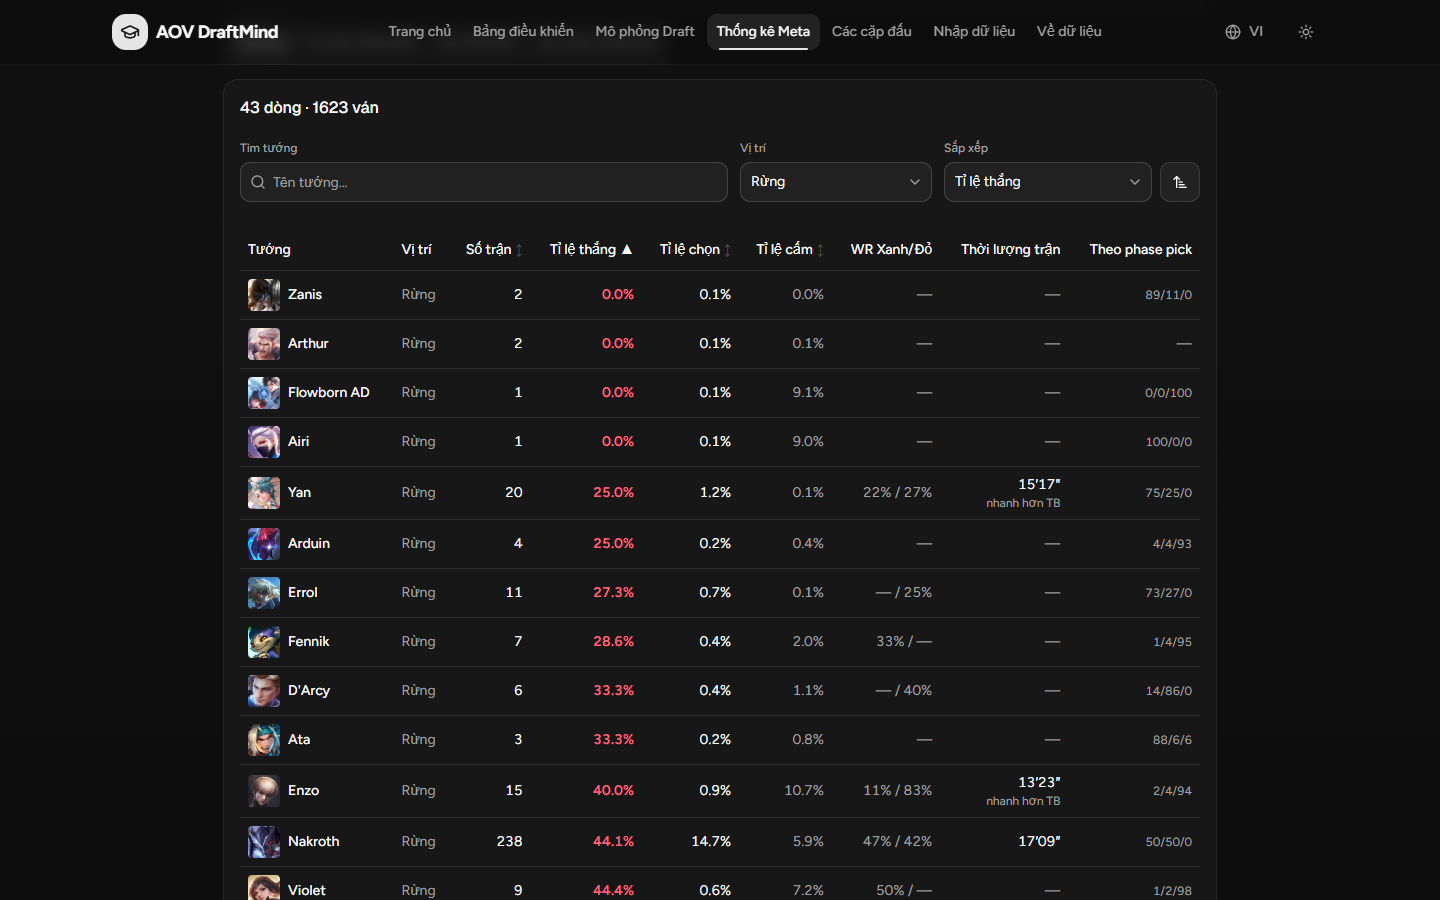 AOV DraftMind Trang chủ Bảng điều khiển Mô phỏng Draft Thống kê Meta Các cặp đấu Nhập dữ liệu Về dữ liệu VI
43 dòng · 1623 ván
Tìm tướng Vị trí Sắp xếp
Tên tướng... Rừng Tỉ lệ thắng
Tướng Vị trí Số trận ↕ Tỉ lệ thắng ▲ Tỉ lệ chọn ↕ Tỉ lệ cấm ↕ WR Xanh/Đỏ Thời lượng trận Theo phase pick
Zanis Rừng 2 0.0% 0.1% 0.0% — — 89/11/0
Arthur Rừng 2 0.0% 0.1% 0.1% — — —
Flowborn AD Rừng 1 0.0% 0.1% 9.1% — — 0/0/100
Airi Rừng 1 0.0% 0.1% 9.0% — — 100/0/0
Yan Rừng 20 25.0% 1.2% 0.1% 22% / 27% 15′17″ 75/25/0
nhanh hơn TB
Arduin Rừng 4 25.0% 0.2% 0.4% — — 4/4/93
Errol Rừng 11 27.3% 0.7% 0.1% — / 25% — 73/27/0
Fennik Rừng 7 28.6% 0.4% 2.0% 33% / — — 1/4/95
D'Arcy Rừng 6 33.3% 0.4% 1.1% — / 40% — 14/86/0
Ata Rừng 3 33.3% 0.2% 0.8% — — 88/6/6
Enzo Rừng 15 40.0% 0.9% 10.7% 11% / 83% 13′23″ 2/4/94
nhanh hơn TB
Nakroth Rừng 238 44.1% 14.7% 5.9% 47% / 42% 17′09″ 50/50/0
Violet Rừng 9 44.4% 0.6% 7.2% 50% / — — 1/2/98